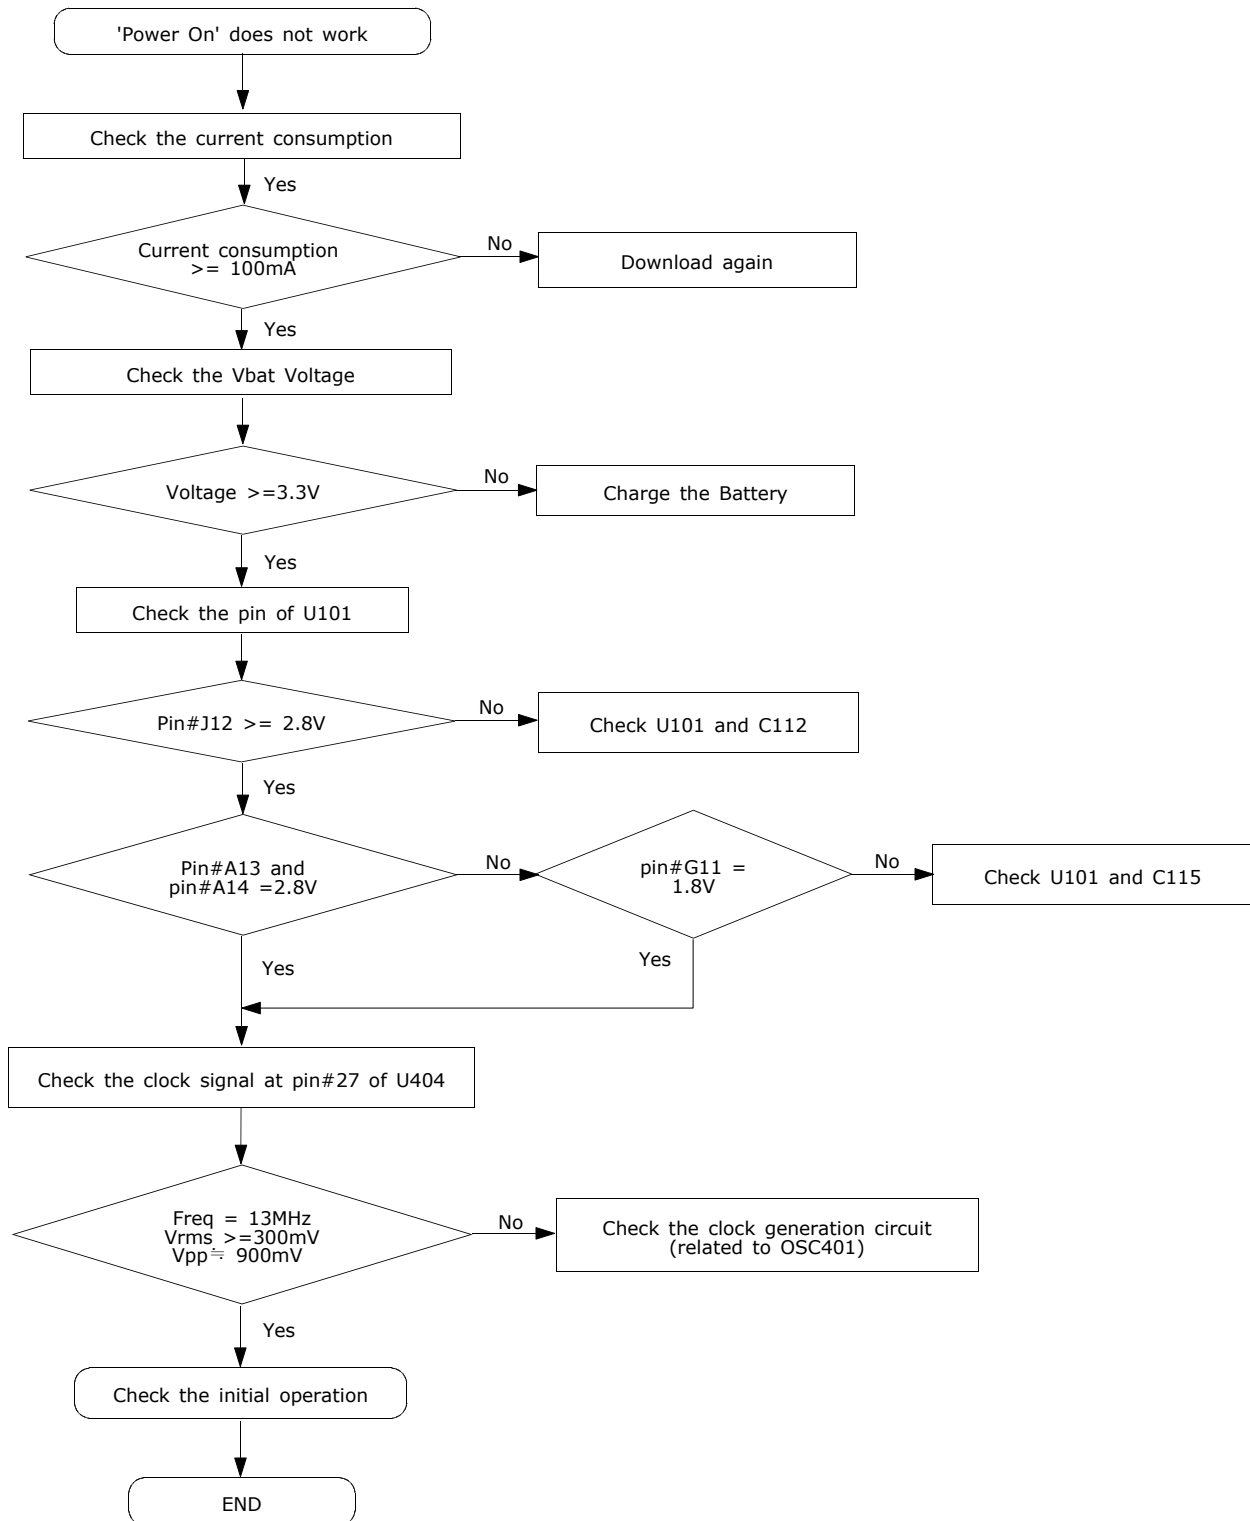 'Power On' does not work
Check the current consumption
Yes
Current consumption
>= 100mA
No
Download again
Yes
Check the Vbat Voltage
Voltage >=3.3V
No
Charge the Battery
Yes
Check the pin of U101
Pin#J12 >= 2.8V
No
Check U101 and C112
Yes
Pin#A13 and
pin#A14 =2.8V
No
pin#G11 =
1.8V
No
Check U101 and C115
Yes
Yes
Check the clock signal at pin#27 of U404
Freq = 13MHz
Vrms >=300mV
Vpp≒ 900mV
No
Check the clock generation circuit
(related to OSC401)
Yes
Check the initial operation
END